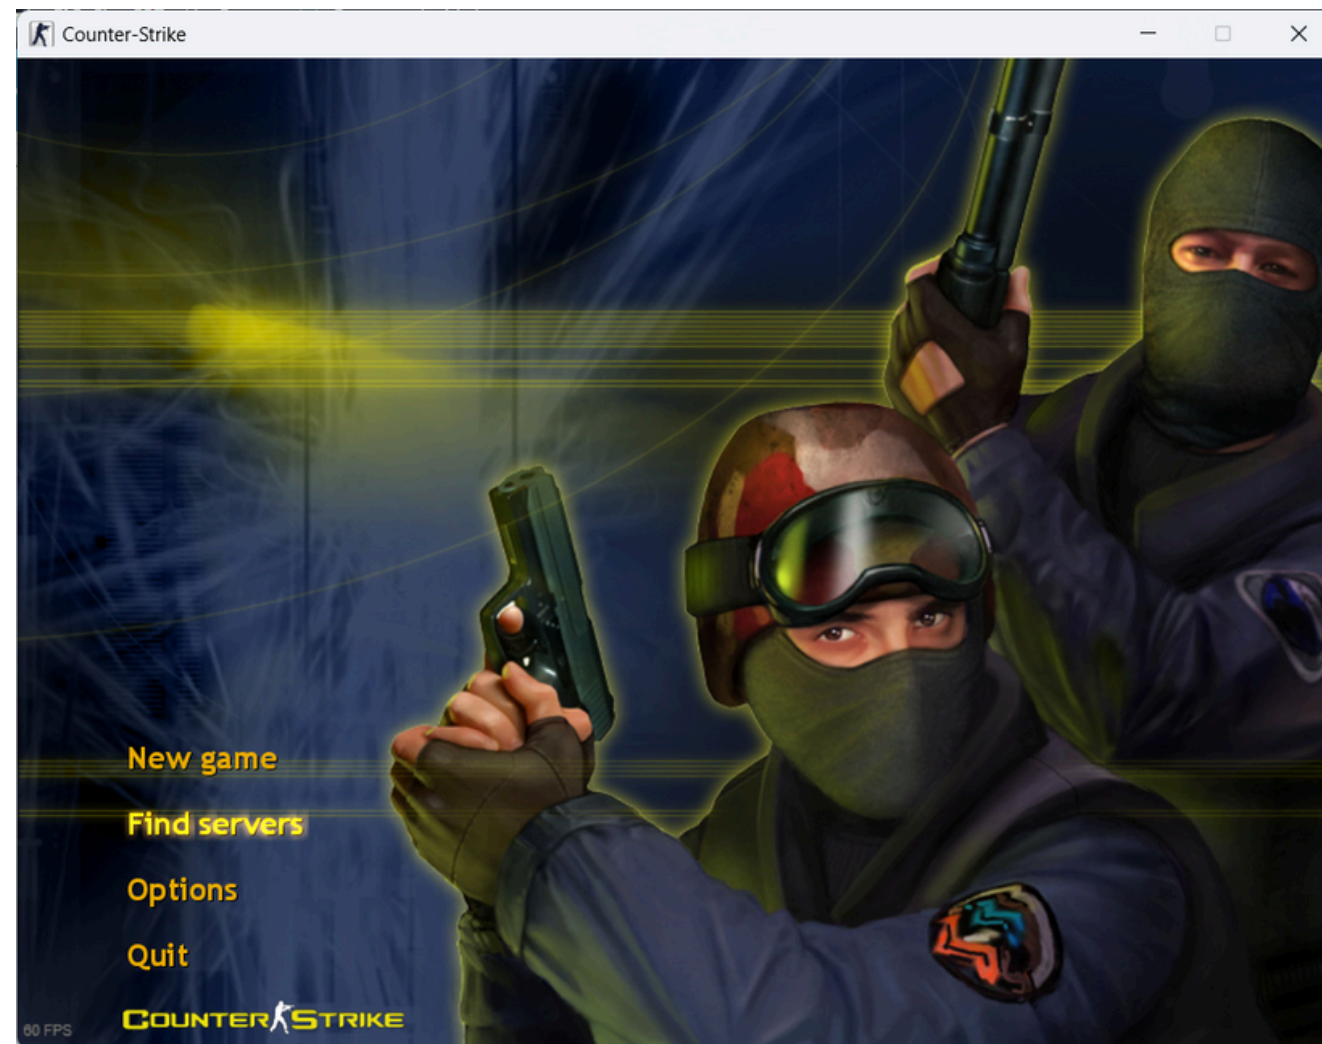 Counter-Strike
New game
Find servers
Options
Quit
COUNTER STRIKE
60 FPS